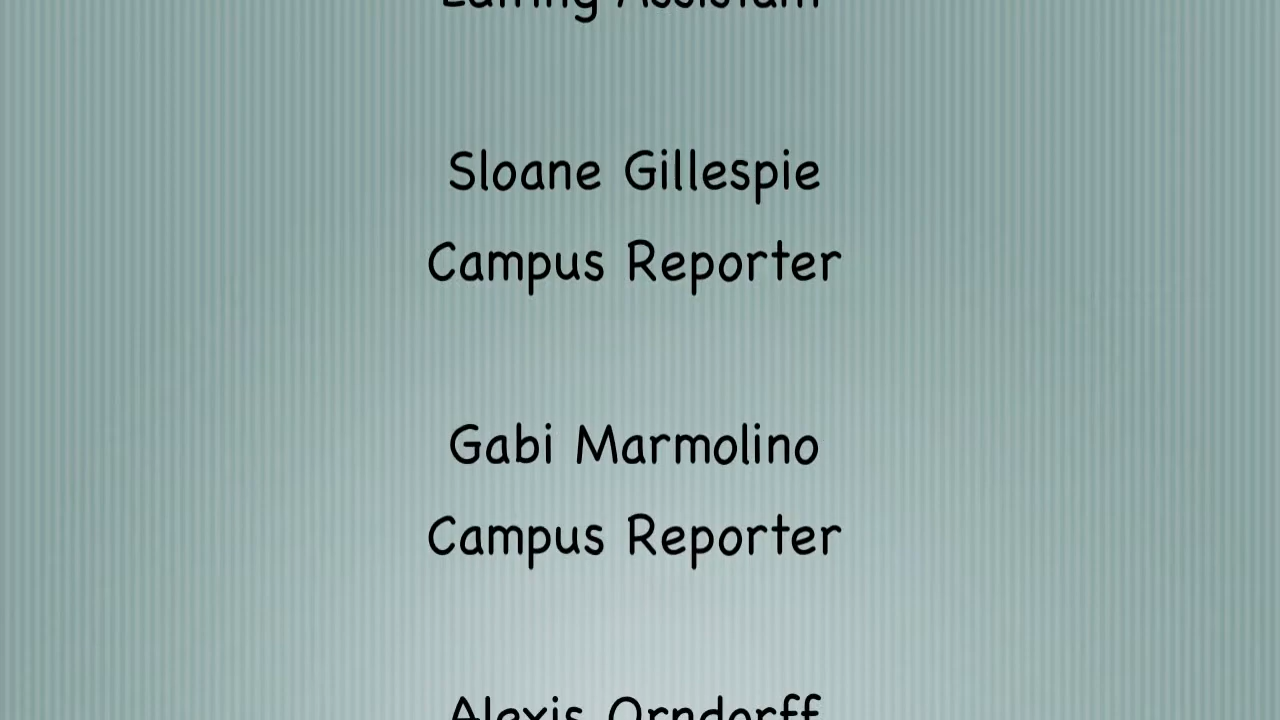 Editing Assistant
Sloane Gillespie
Campus Reporter
Gabi Marmolino
Campus Reporter
Alexis Orndorff